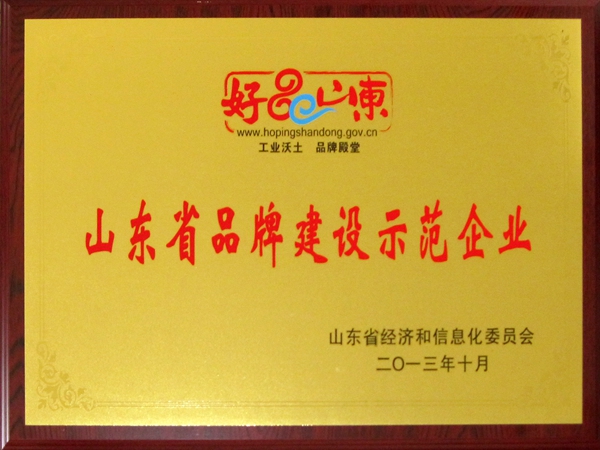 好品山東
www.hopingshandong.gov.cn
工业沃土 品牌殿堂
山东省品牌建设示范企业
山东省经济和信息化委员会
二〇一三年十月